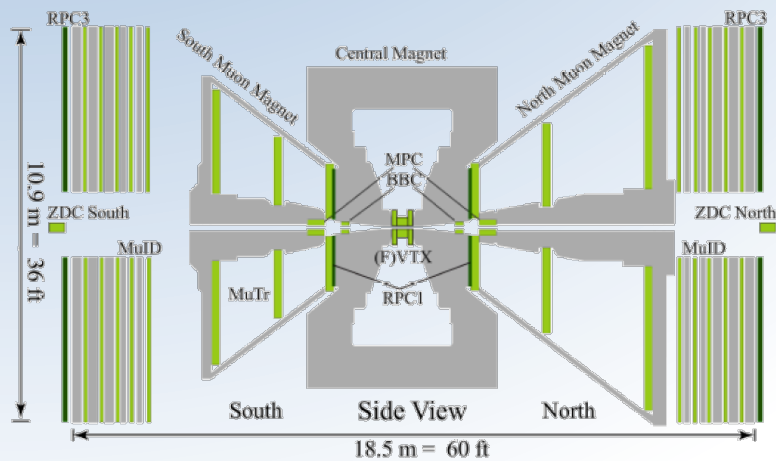 RPC3
RPC3
South Muon Magnet
Central Magnet
North Muon Magnet
MPC
BBC
10.9 m = 36 ft
ZDC South
ZDC North
MuID
(F)VTX
MuID
MuTr
RPC1
South
Side View
North
18.5 m = 60 ft